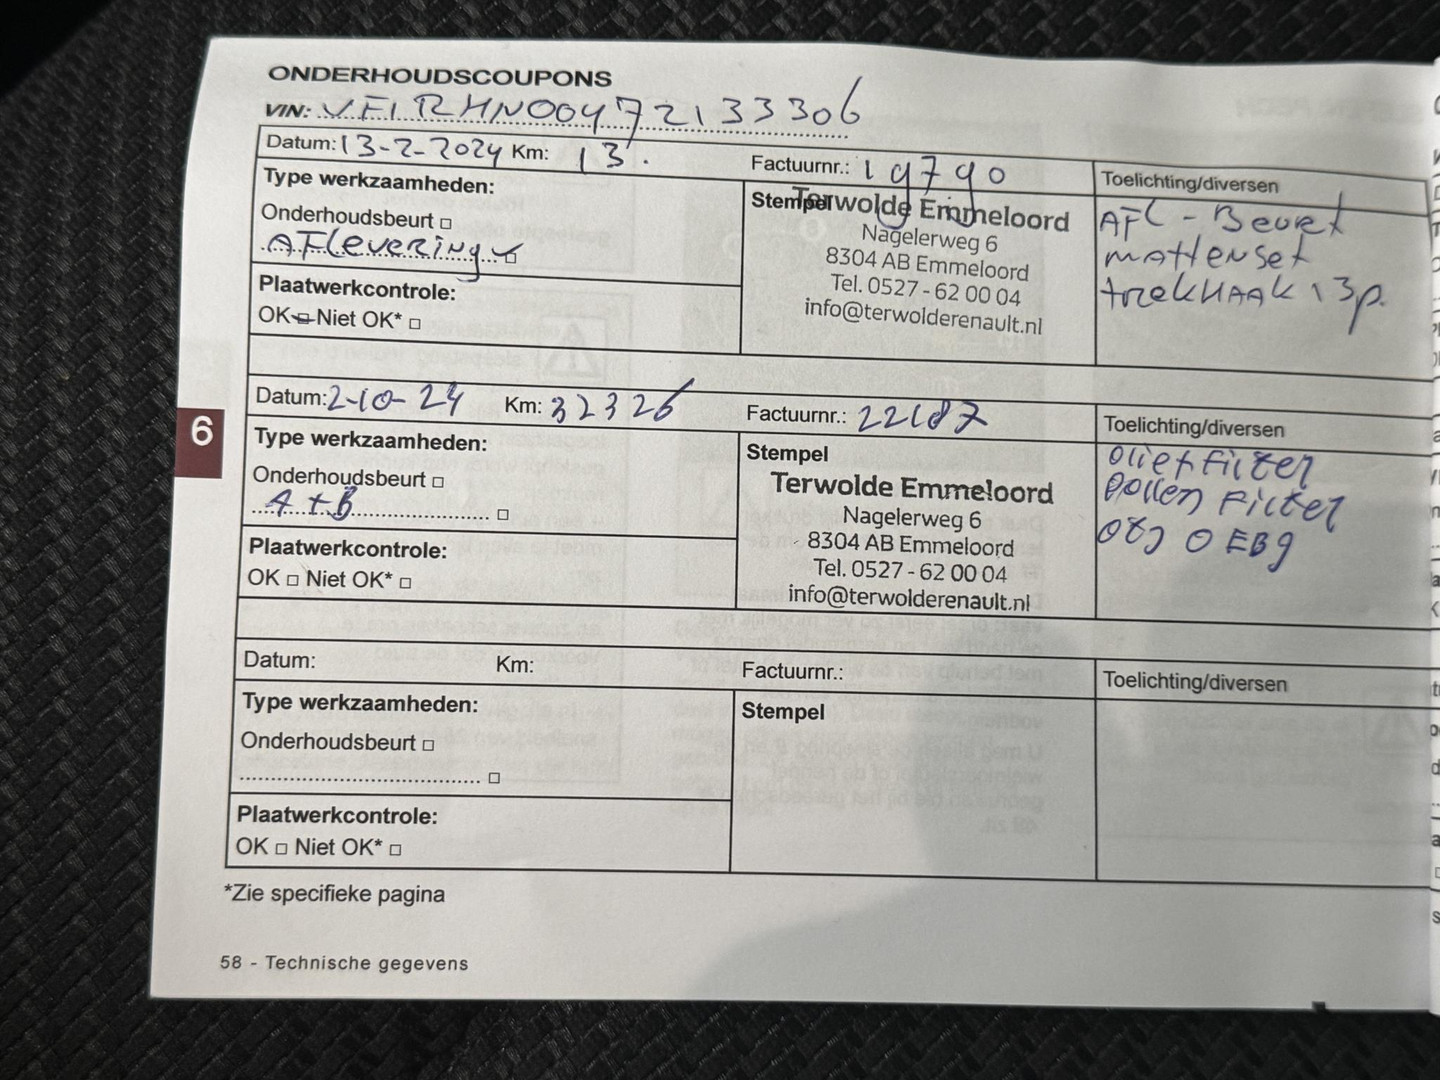 ONDERHOUDSCOUPONS
VIN: VF1RHN00472133306
Datum: 13-2-2024 Km: 13. Factuurnr.: 19790 Toelichting/diversen
Type werkzaamheden:
Onderhoudsbeurt □
Aflevering □
Plaatwerkcontrole:
OK □ Niet OK* □
Stempel
Terwolde Emmeloord
Nagelerweg 6
8304 AB Emmeloord
Tel. 0527 - 62 00 04
info@terwolderenault.nl
AFL - Beurt
mattenset
trekhaak 13p.
6
Datum: 2-10-24 Km: 32326 Factuurnr.: 22187 Toelichting/diversen
Type werkzaamheden:
Onderhoudsbeurt □
A+B □
Plaatwerkcontrole:
OK □ Niet OK* □
Stempel
Terwolde Emmeloord
Nagelerweg 6
8304 AB Emmeloord
Tel. 0527 - 62 00 04
info@terwolderenault.nl
olie+filter
pollen filter
Datum: Km: Factuurnr.: Toelichting/diversen
Type werkzaamheden:
Onderhoudsbeurt □
□
Plaatwerkcontrole:
OK □ Niet OK* □
Stempel
*Zie specifieke pagina
58 - Technische gegevens